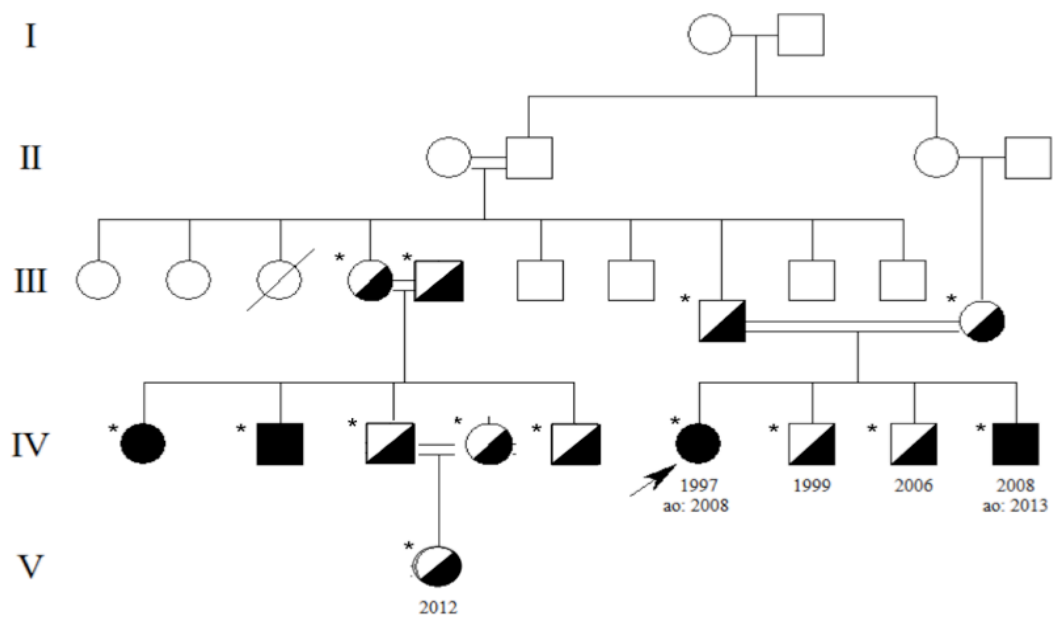 I
II
III
* * * *
IV
* * * * * * * * *
1997 1999 2006 2008
ao: 2008 ao: 2013
V
*
2012